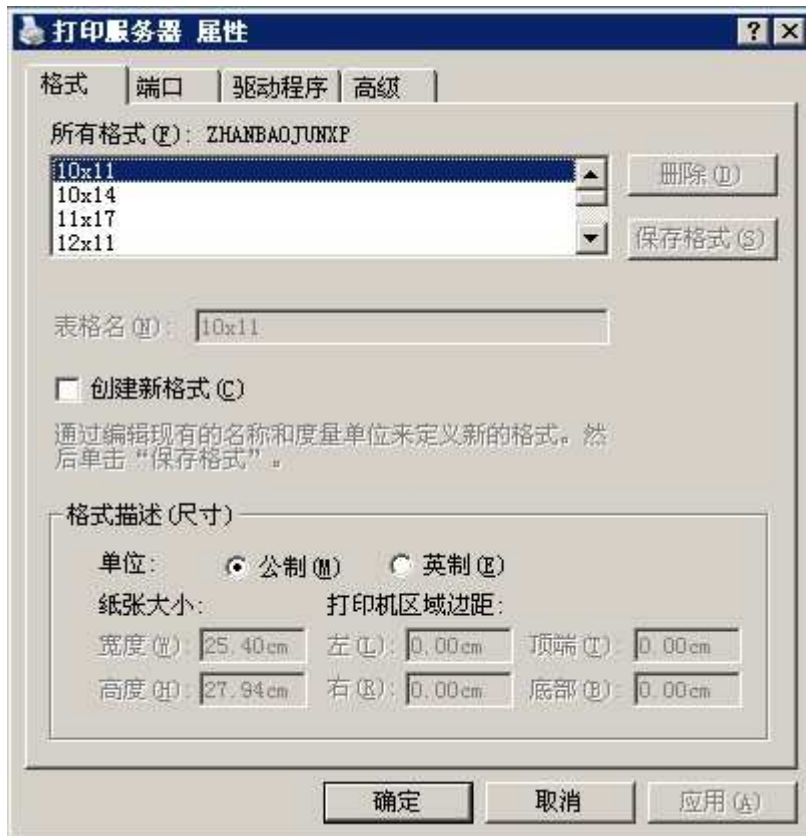 打印服务器 属性
格式 端口 驱动程序 高级
所有格式(F): ZHANBAOJUNXP
10x11
10x14
11x17
12x11
删除(D)
保存格式(S)
表格名(N): 10x11
创建新格式(C)
通过编辑现有的名称和度量单位来定义新的格式。然
后单击“保存格式”。
格式描述(尺寸)
单位: 公制(M) 英制(E)
纸张大小: 打印机区域边距:
宽度(W): 25.40cm 左(L): 0.00cm 顶端(T): 0.00cm
高度(H): 27.94cm 右(R): 0.00cm 底部(B): 0.00cm
确定 取消 应用(A)